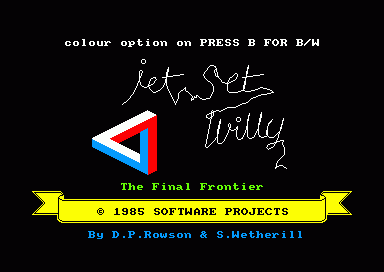 colour option on PRESS B FOR B/W
jet Set
Willy
2
The Final Frontier
© 1985 SOFTWARE PROJECTS
By D.P.Rowson & S.Wetherill